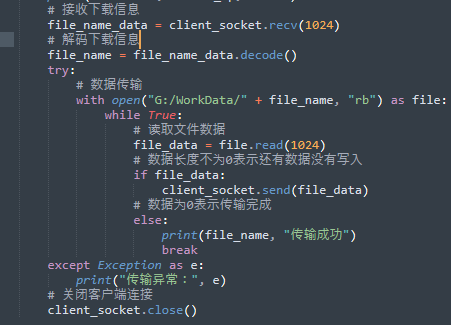 # 接收下载信息
file_name_data = client_socket.recv(1024)
# 解码下载信息
file_name = file_name_data.decode()
try:
# 数据传输
with open("G:/WorkData/" + file_name, "rb") as file:
while True:
# 读取文件数据
file_data = file.read(1024)
# 数据长度不为0表示还有数据没有写入
if file_data:
client_socket.send(file_data)
# 数据为0表示传输完成
else:
print(file_name, "传输成功")
break
except Exception as e:
print("传输异常：", e)
# 关闭客户端连接
client_socket.close()